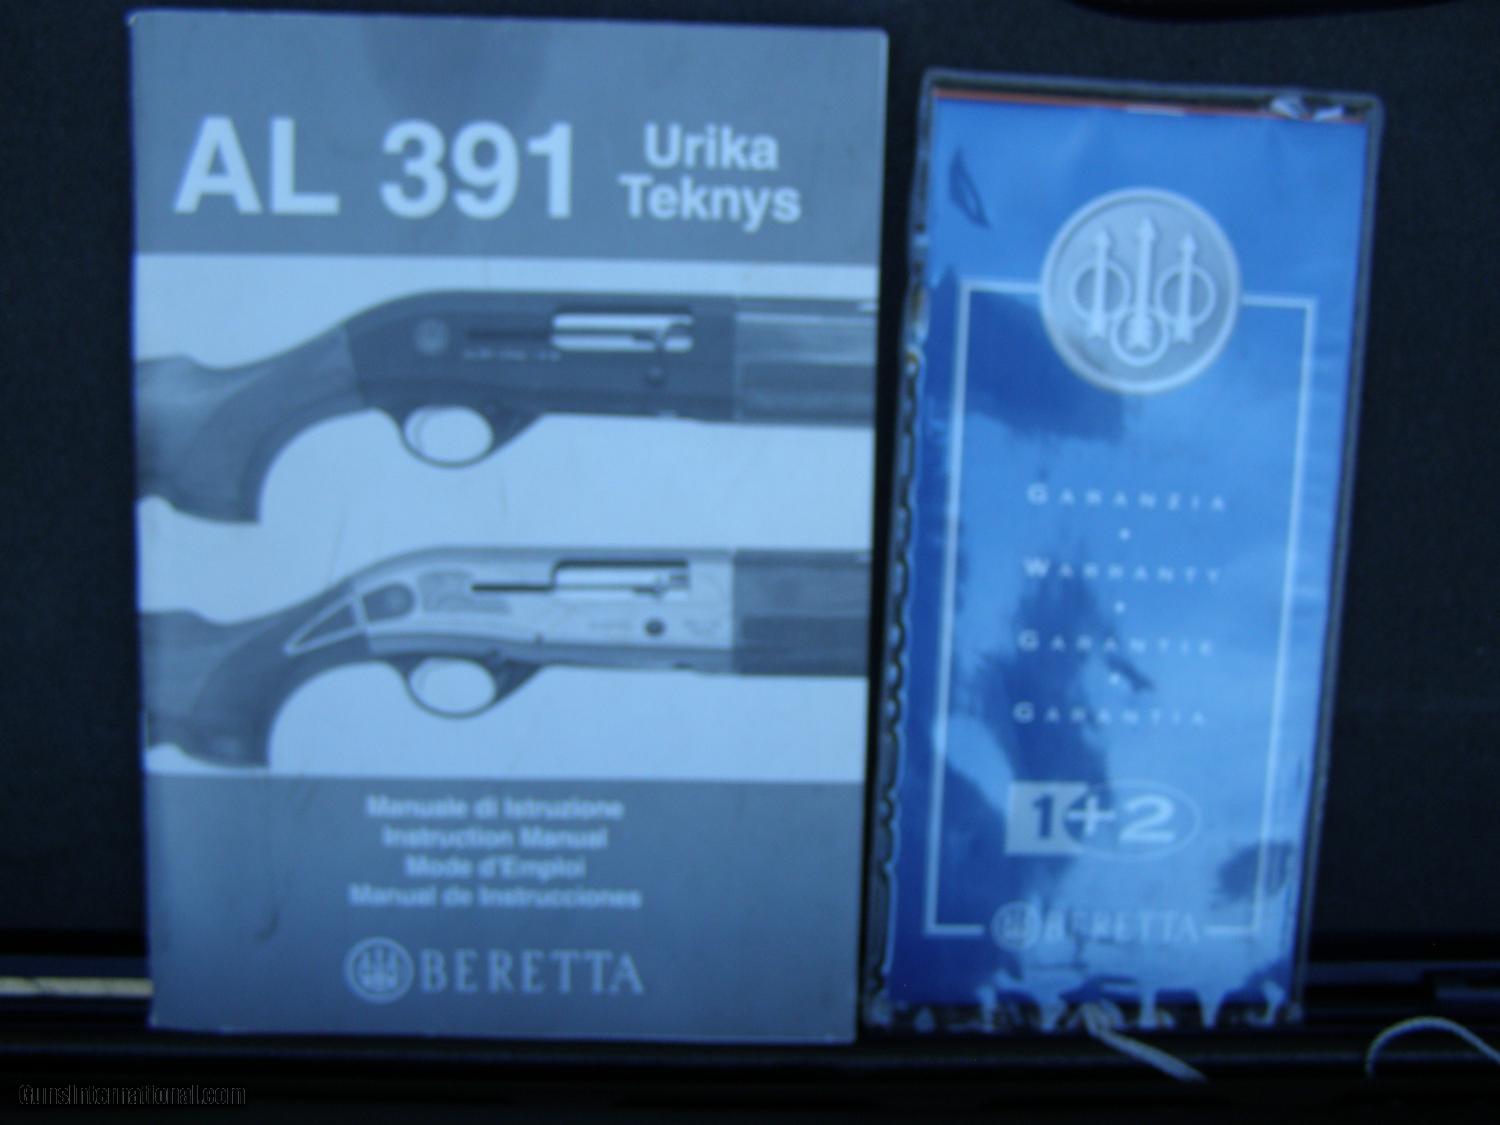 AL 391 Urika
Teknys
Manuale di Istruzione
Instruction Manual
Mode d'Emploi
Manual de Instrucciones
BERETTA
GARANZIA
•
WARRANTY
•
GARANTIE
•
GARANTIA
1+2
BERETTA
GunsInternational.com